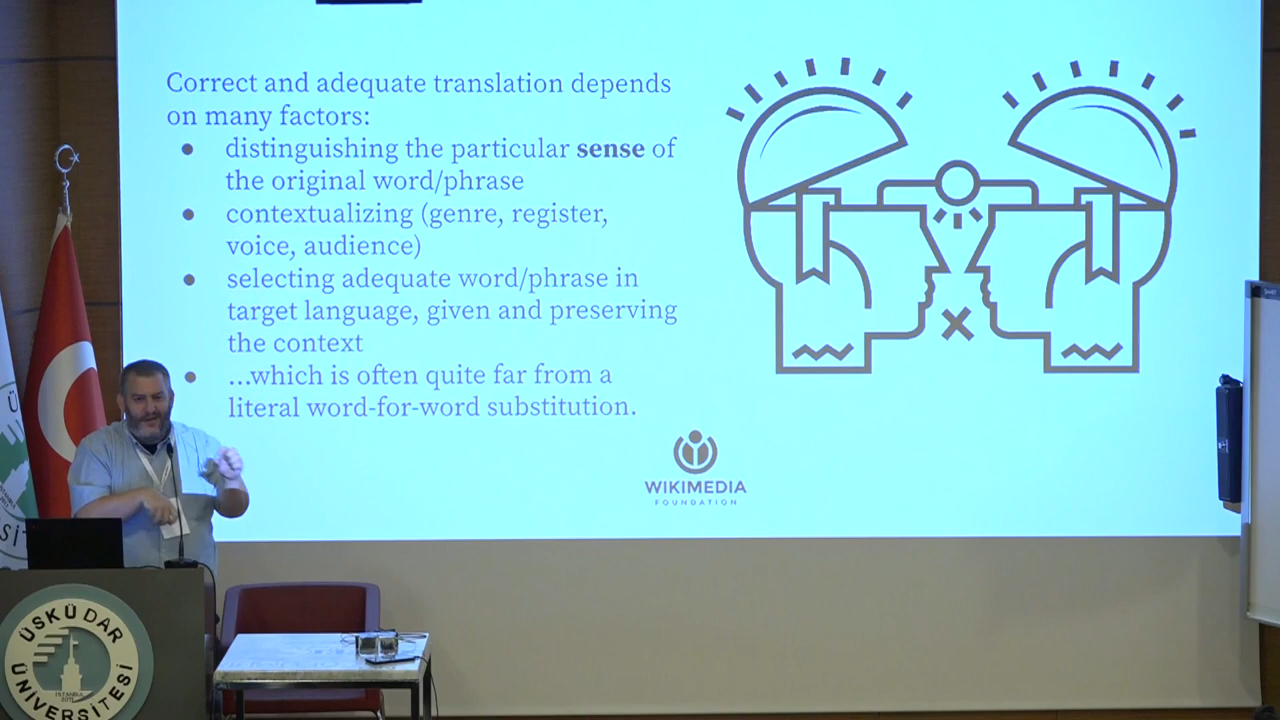 Correct and adequate translation depends
on many factors:
● distinguishing the particular sense of
the original word/phrase
● contextualizing (genre, register,
voice, audience)
● selecting adequate word/phrase in
target language, given and preserving
the context
● ...which is often quite far from a
literal word-for-word substitution.
WIKIMEDIA
FOUNDATION
ÜSKÜDAR
ÜNİVERSİTESİ
İSTANBUL
2011